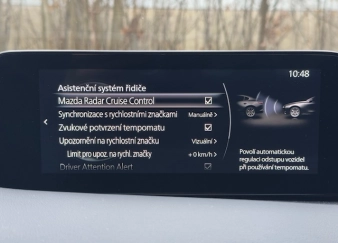 10:48
Asistenční systém řidiče
Mazda Radar Cruise Control
Synchronizace s rychlostními značkami Manuálně >
Zvukové potvrzení tempomatu
Upozornění na rychlostní značku Vizuální >
Limit pro upoz. na rychl. značky +0 km/h >
Driver Attention Alert
Povolí automatickou
regulaci odstupu vozidel
při používání tempomatu.